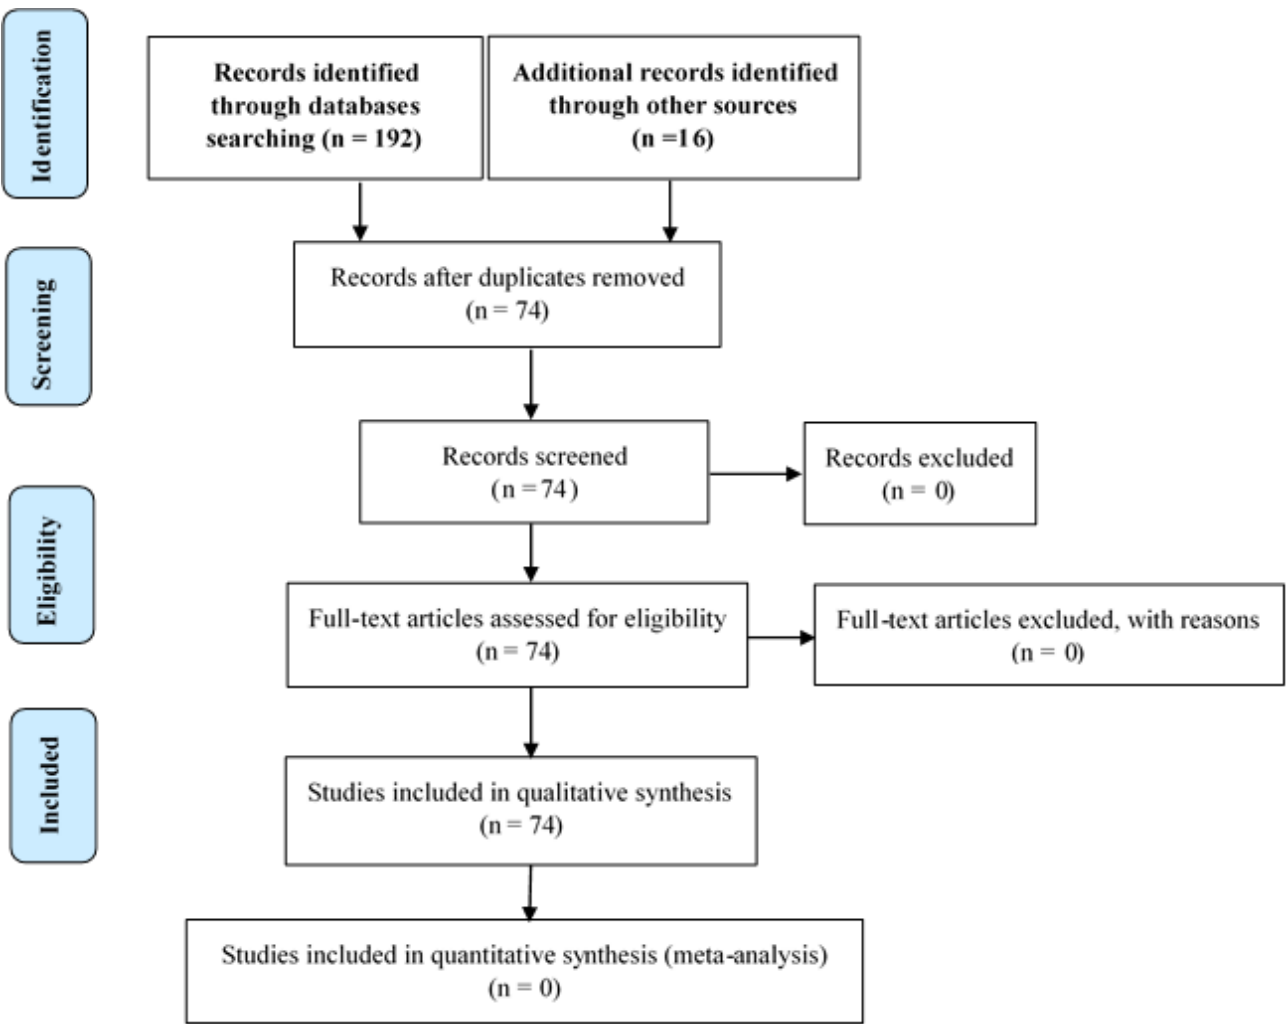 Identification
Records identified
through databases
searching (n = 192)
Additional records identified
through other sources
(n =16)
Screening
Records after duplicates removed
(n = 74)
Records screened
(n = 74)
Records excluded
(n = 0)
Eligibility
Full-text articles assessed for eligibility
(n = 74)
Full-text articles excluded, with reasons
(n = 0)
Included
Studies included in qualitative synthesis
(n = 74)
Studies included in quantitative synthesis (meta-analysis)
(n = 0)